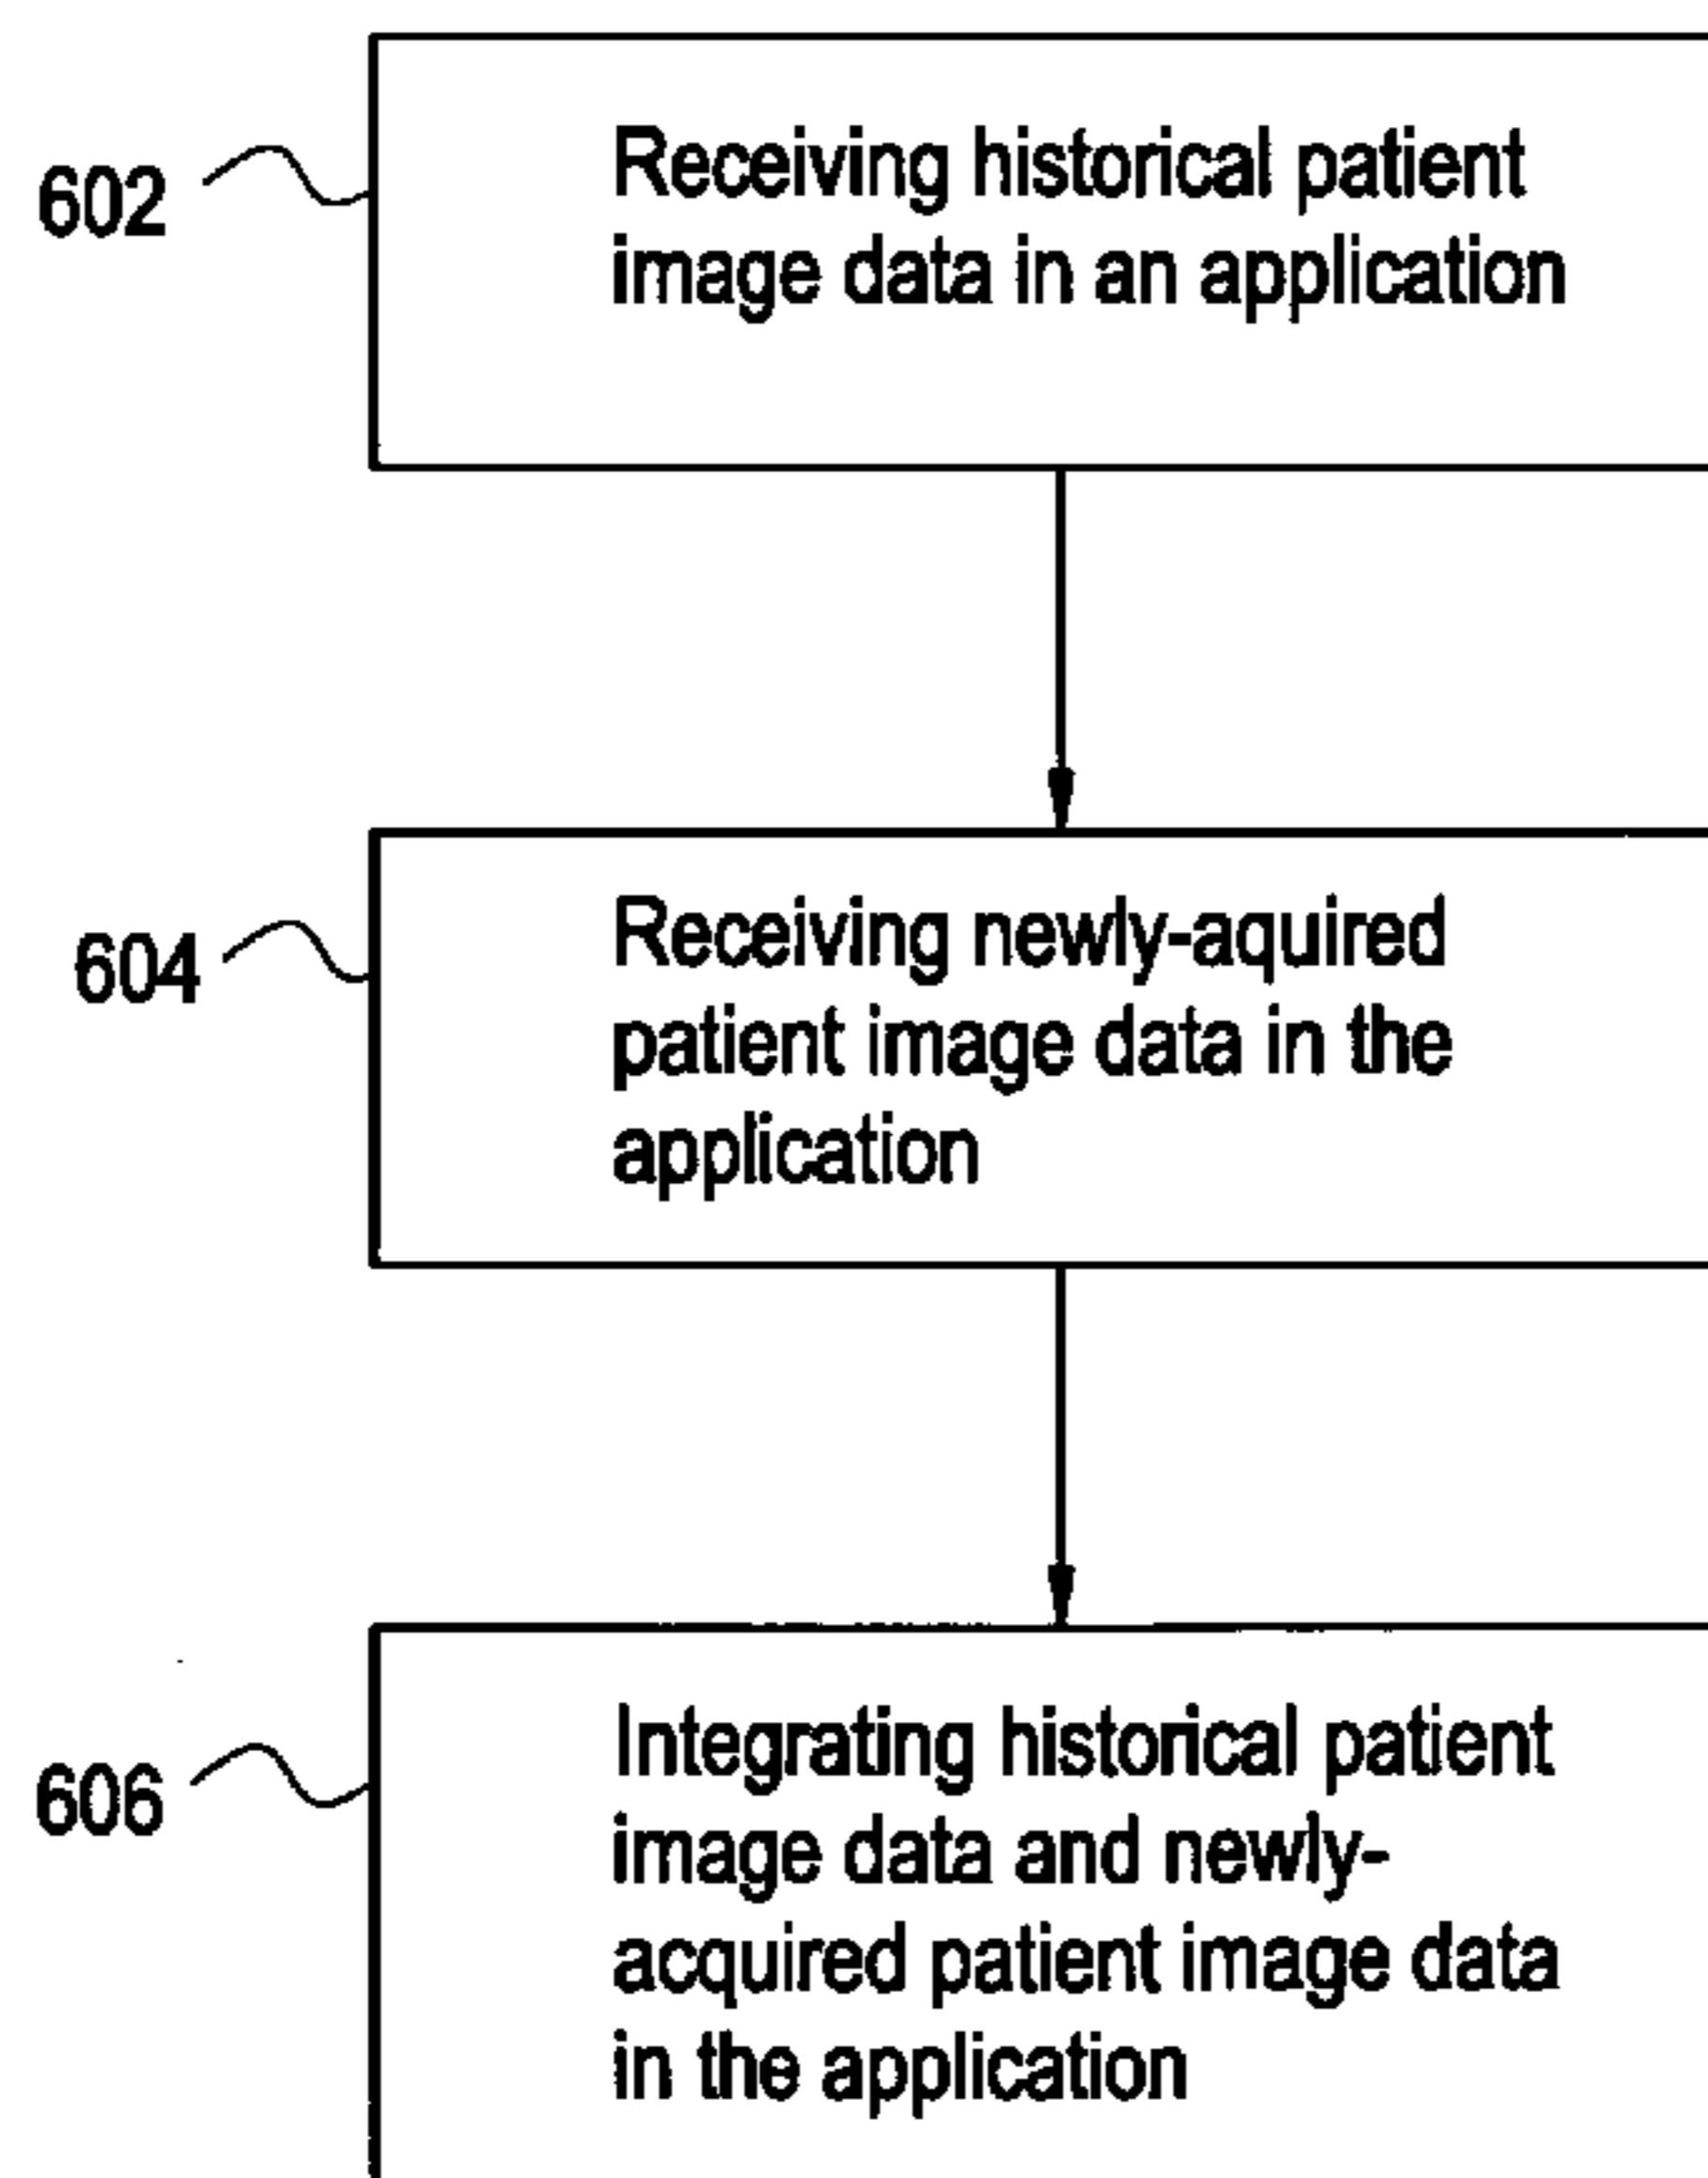 602
Receiving historical patient
image data in an application
604
Receiving newly-aquired
patient image data in the
application
606
Integrating historical patient
image data and newly-
acquired patient image data
in the application